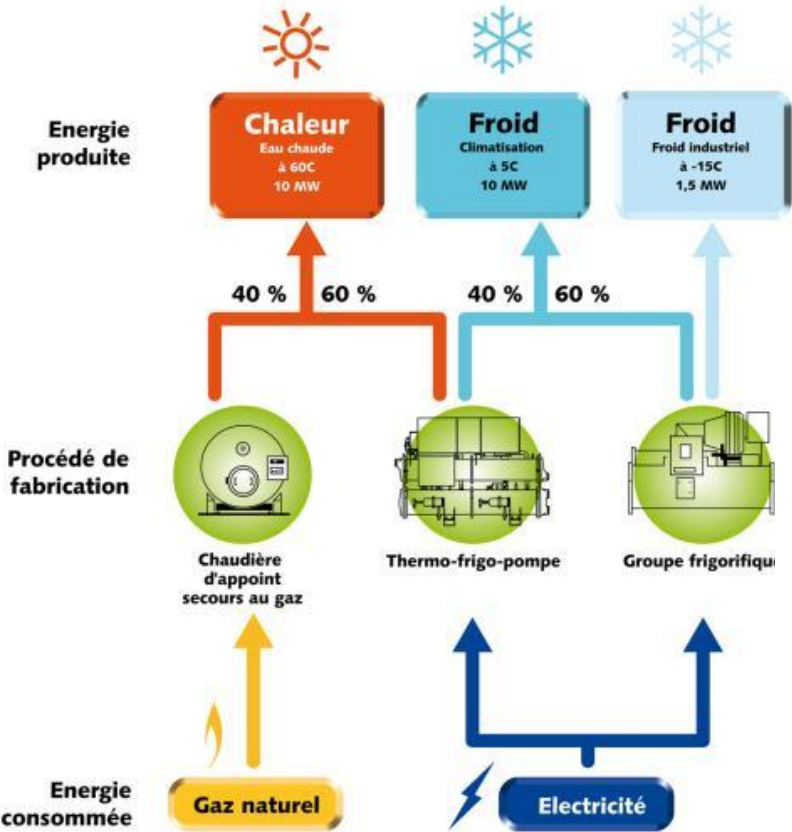 Energie
produite
Chaleur
Eau chaude
à 60C
10 MW
Froid
Climatisation
à 5C
10 MW
Froid
Froid industriel
à -15C
1,5 MW
40 % 60 %
40 % 60 %
Procédé de
fabrication
Chaudière
d'appoint
secours au gaz
Thermo-frigo-pompe
Groupe frigorifiqu
Energie
consommée
Gaz naturel
Electricité